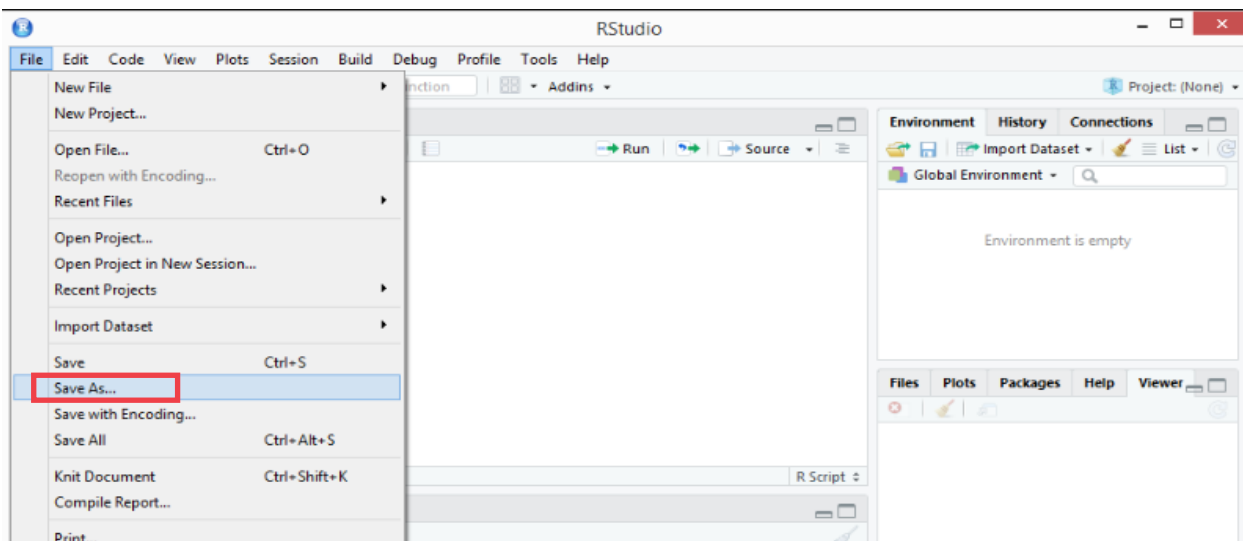 RStudio
File Edit Code View Plots Session Build Debug Profile Tools Help
Addins
Project: (None)
New File
New Project...
Open File... Ctrl+O
Reopen with Encoding...
Recent Files
Open Project...
Open Project in New Session...
Recent Projects
Import Dataset
Save Ctrl+S
Save As...
Save with Encoding...
Save All Ctrl+Alt+S
Knit Document Ctrl+Shift+K
Compile Report...
Print...
Run Source
R Script
Environment History Connections
Import Dataset List
Global Environment
Environment is empty
Files Plots Packages Help Viewer